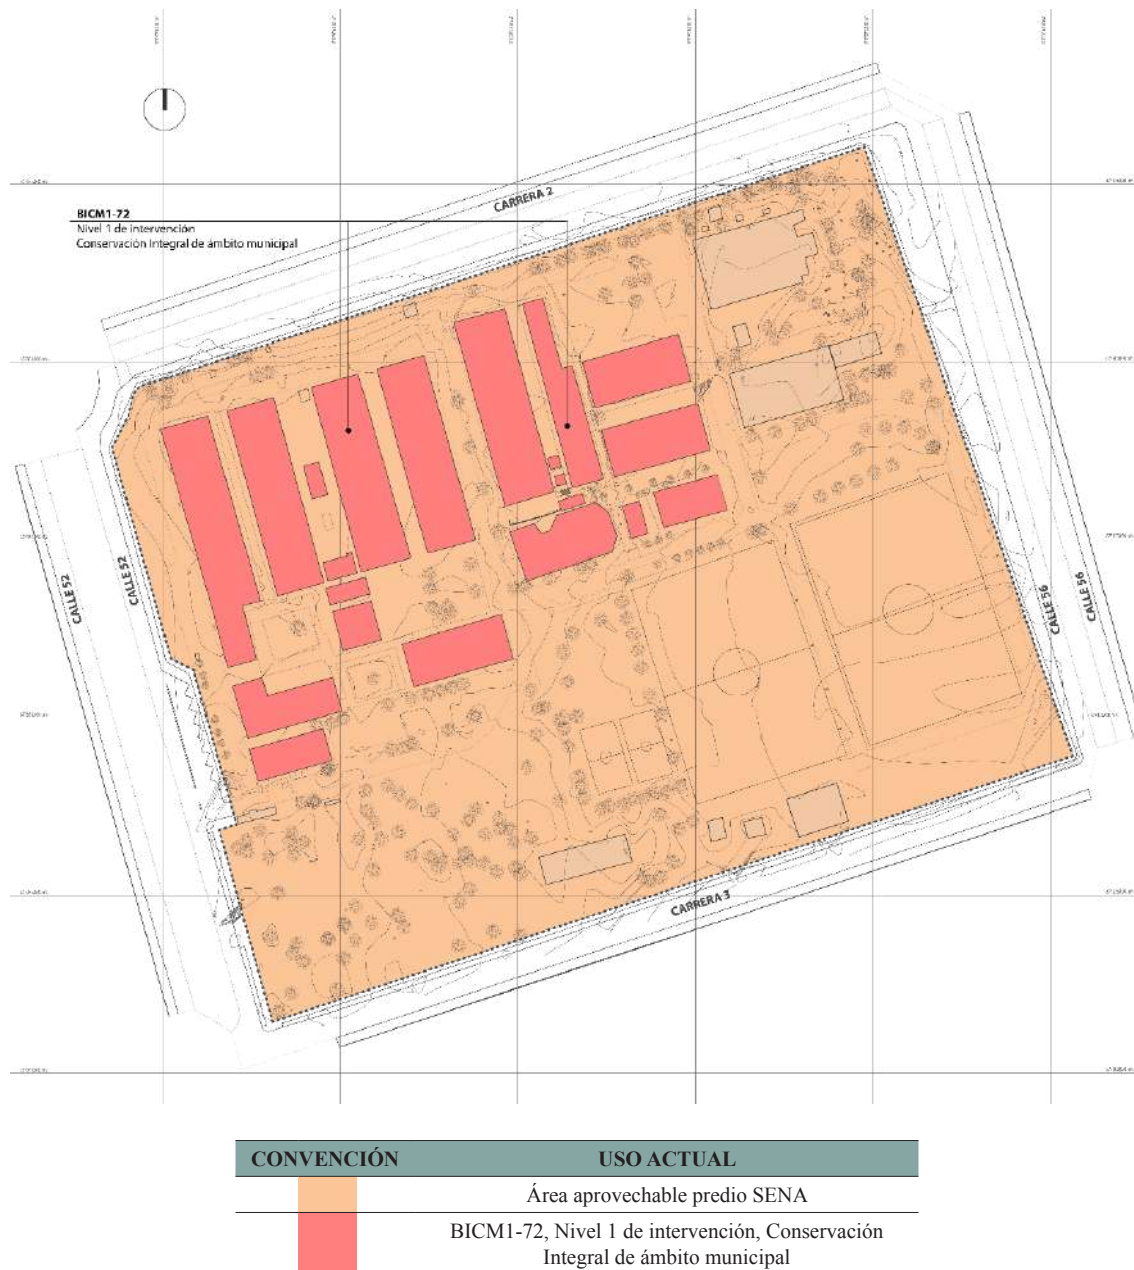 CARRERA 2
BICM1-72
Nivel 1 de intervención
Conservación Integral de ámbito municipal
CALLE 52
CALLE 52
CALLE 56
CALLE 56
CARRERA 3
CONVENCIÓN USO ACTUAL
Área aprovechable predio SENA
BICM1-72, Nivel 1 de intervención, Conservación
Integral de ámbito municipal